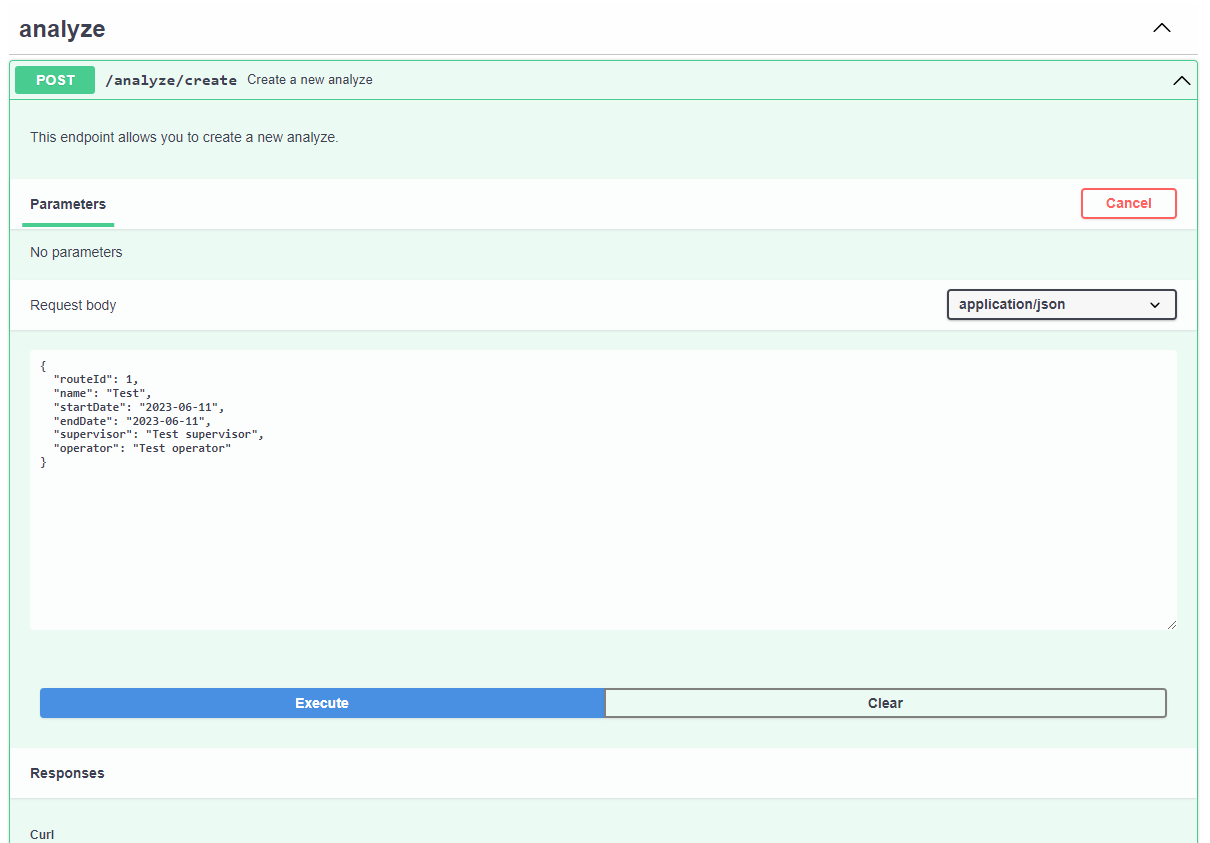 analyze
POST /analyze/create Create a new analyze
This endpoint allows you to create a new analyze.
Parameters Cancel
No parameters
Request body application/json
{
  "routeId": 1,
  "name": "Test",
  "startDate": "2023-06-11",
  "endDate": "2023-06-11",
  "supervisor": "Test supervisor",
  "operator": "Test operator"
}
Execute Clear
Responses
Curl